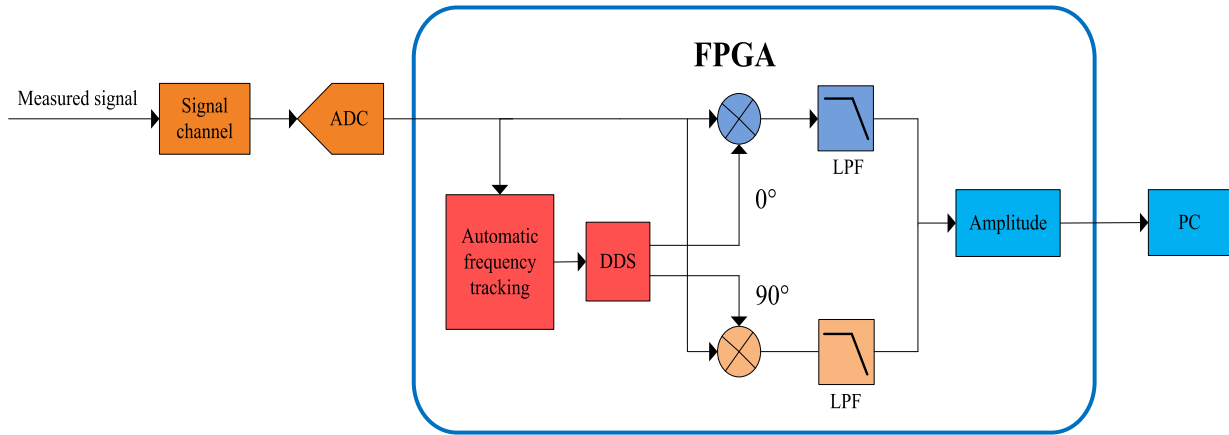 FPGA
Measured signal
Signal
channel
ADC
LPF
0°
Automatic
frequency
tracking
DDS
Amplitude
PC
90°
LPF